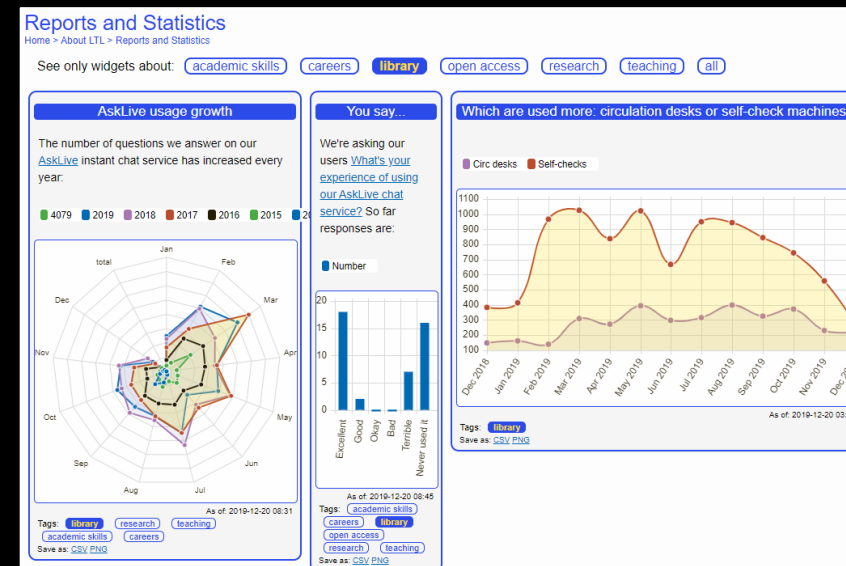 Reports and Statistics
Home > About LTL > Reports and Statistics
See only widgets about: academic skills careers library open access research teaching all
AskLive usage growth
The number of questions we answer on our
AskLive instant chat service has increased every
year:
4079 2019 2018 2017 2016 2015
Jan
Feb
Mar
Apr
May
Jun
Jul
Aug
Sep
Oct
Nov
Dec
total
As of: 2019-12-20 08:31
Tags: library research teaching
academic skills careers
Save as: CSV PNG
You say...
We're asking our
users What's your
experience of using
our AskLive chat
service? So far
responses are:
Number
20
15
10
5
0
Excellent
Good
Okay
Bad
Terrible
Never used it
As of: 2019-12-20 08:45
Tags: academic skills
careers library
open access
research teaching
Save as: CSV PNG
Which are used more: circulation desks or self-check machines
Circ desks Self-checks
1100
1000
900
800
700
600
500
400
300
200
100
Dec 2019
Jan 2019
Feb 2019
Mar 2019
Apr 2019
May 2019
Jun 2019
Jul 2019
Aug 2019
Sep 2019
Oct 2019
Nov 2019
As of: 2019-12-20 03:
Tags: library
Save as: CSV PNG